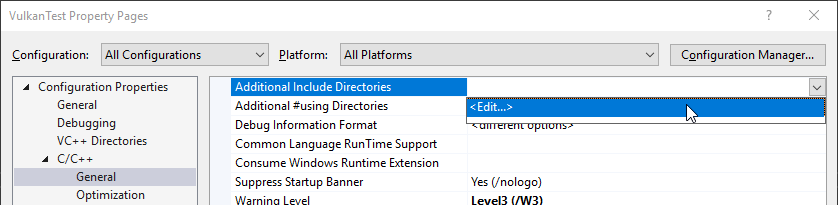 VulkanTest Property Pages ? ×
Configuration: All Configurations Platform: All Platforms Configuration Manager...
Configuration Properties Additional Include Directories
General Additional #using Directories <Edit...>
Debugging Debug Information Format <different options>
VC++ Directories Common Language RunTime Support
C/C++ Consume Windows Runtime Extension
General Suppress Startup Banner Yes (/nologo)
Optimization Warning Level Level3 (/W3)